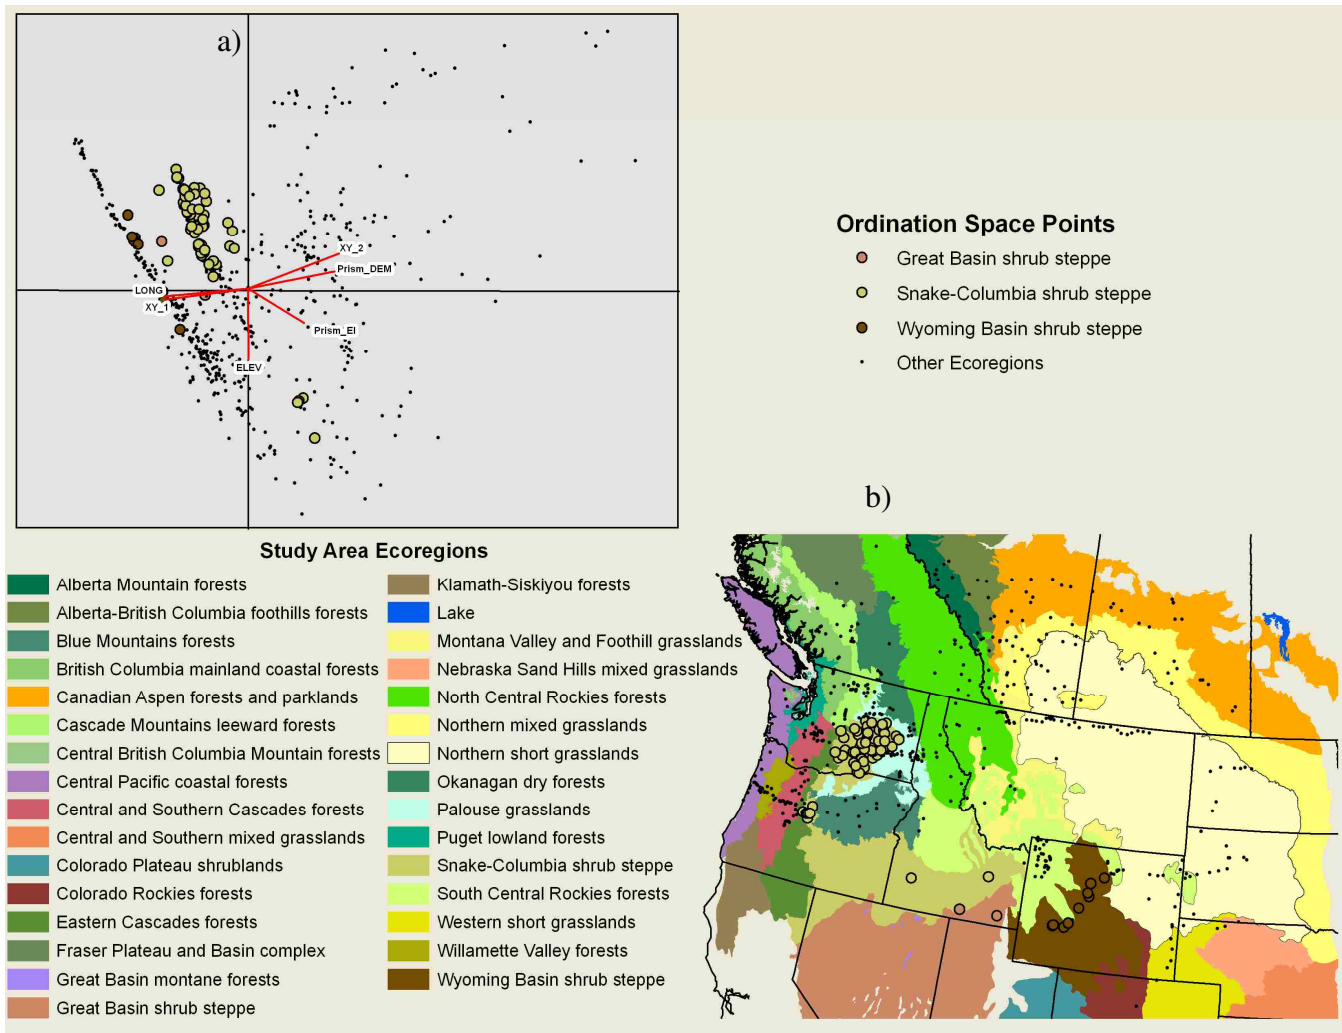 a)
XY_2
Prism_DEM
LONG
XY_1
Prism_EI
ELEV
Ordination Space Points
Great Basin shrub steppe
Snake-Columbia shrub steppe
Wyoming Basin shrub steppe
Other Ecoregions
b)
Study Area Ecoregions
Alberta Mountain forests
Alberta-British Columbia foothills forests
Blue Mountains forests
British Columbia mainland coastal forests
Canadian Aspen forests and parklands
Cascade Mountains leeward forests
Central British Columbia Mountain forests
Central Pacific coastal forests
Central and Southern Cascades forests
Central and Southern mixed grasslands
Colorado Plateau shrublands
Colorado Rockies forests
Eastern Cascades forests
Fraser Plateau and Basin complex
Great Basin montane forests
Great Basin shrub steppe
Klamath-Siskiyou forests
Lake
Montana Valley and Foothill grasslands
Nebraska Sand Hills mixed grasslands
North Central Rockies forests
Northern mixed grasslands
Northern short grasslands
Okanagan dry forests
Palouse grasslands
Puget lowland forests
Snake-Columbia shrub steppe
South Central Rockies forests
Western short grasslands
Willamette Valley forests
Wyoming Basin shrub steppe